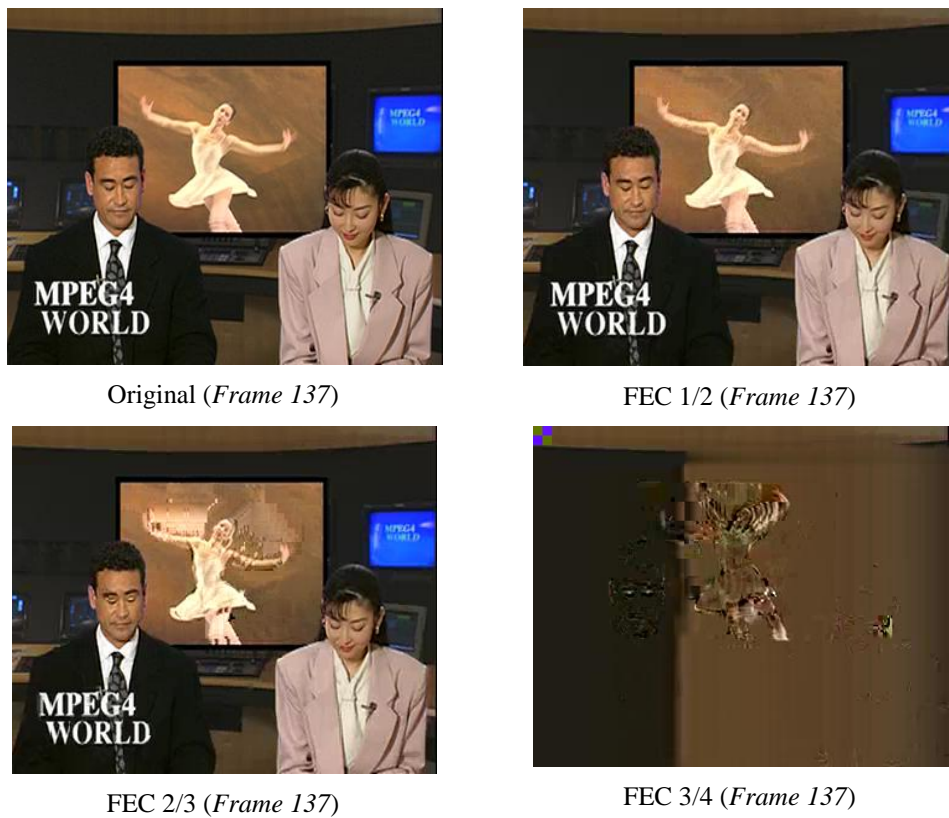 MPEG4
WORLD
MPEG4
WORLD
MPEG4
WORLD
MPEG4
WORLD
Original (Frame 137)
FEC 1/2 (Frame 137)
MPEG4
WORLD
MPEG4
WORLD
FEC 2/3 (Frame 137)
FEC 3/4 (Frame 137)